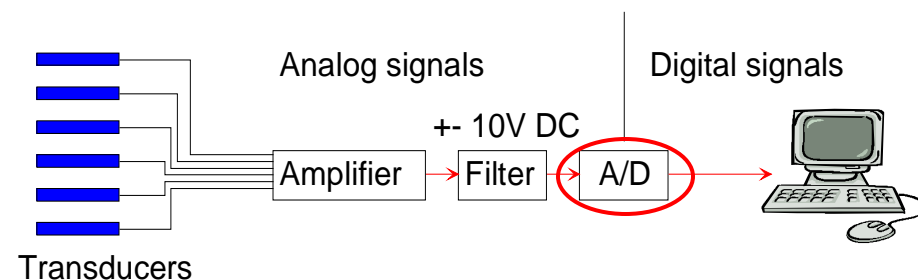 Analog signals
Digital signals
+- 10V DC
Amplifier
Filter
A/D
Transducers